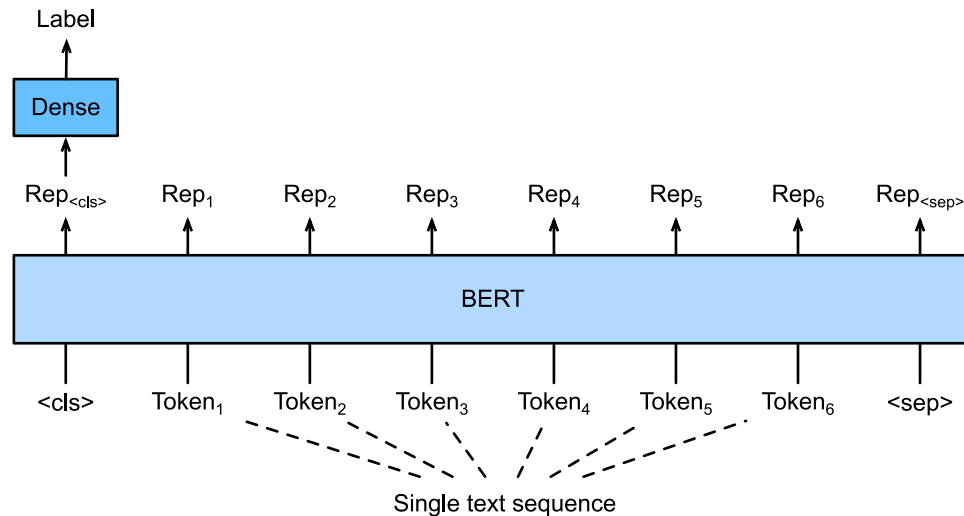 Label
Dense
Rep<cls> Rep1 Rep2 Rep3 Rep4 Rep5 Rep6 Rep<sep>
BERT
<cls> Token1 Token2 Token3 Token4 Token5 Token6 <sep>
Single text sequence